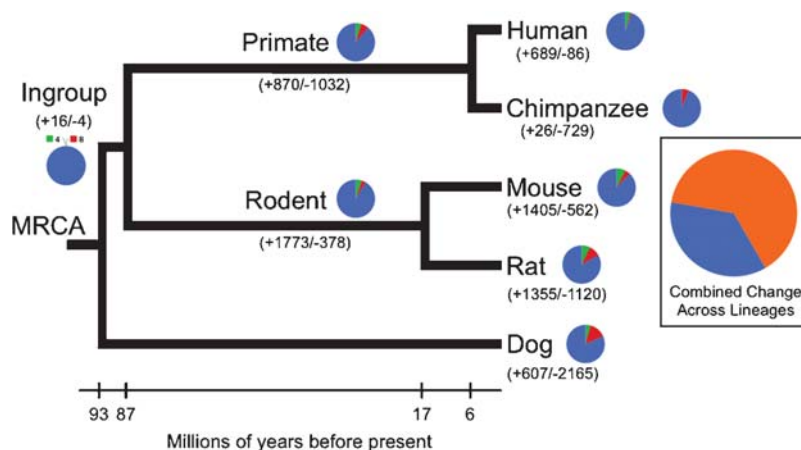 Human
(+689/-86)
Primate
(+870/-1032)
Chimpanzee
(+26/-729)
Ingroup
(+16/-4)
4 8
Mouse
(+1405/-562)
Rodent
(+1773/-378)
MRCA
Rat
(+1355/-1120)
Dog
(+607/-2165)
Combined Change
Across Lineages
93 87 17 6
Millions of years before present